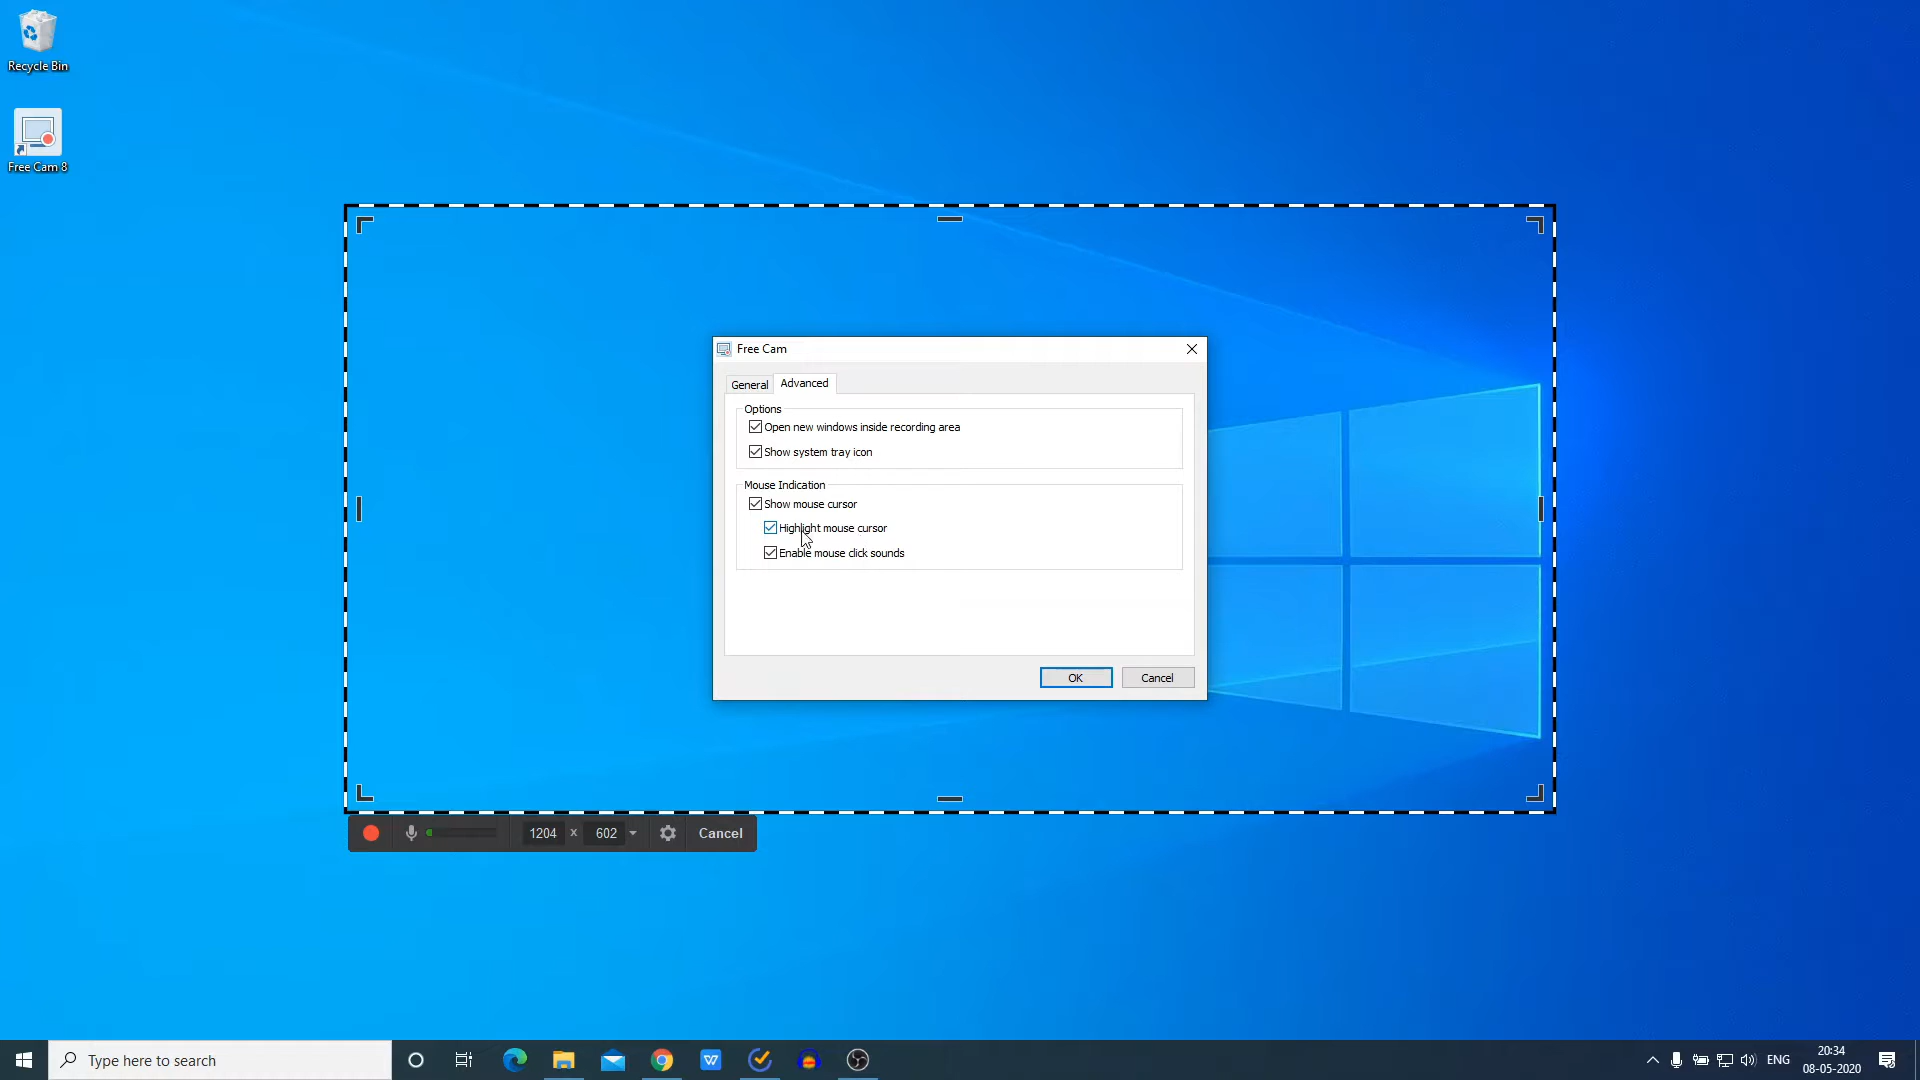 Recycle Bin
Free Cam 8
Free Cam
General Advanced
Options
Open new windows inside recording area
Show system tray icon
Mouse Indication
Show mouse cursor
Highlight mouse cursor
Enable mouse click sounds
OK Cancel
1204 x 602 Cancel
Type here to search
ENG
20:34
08-05-2020